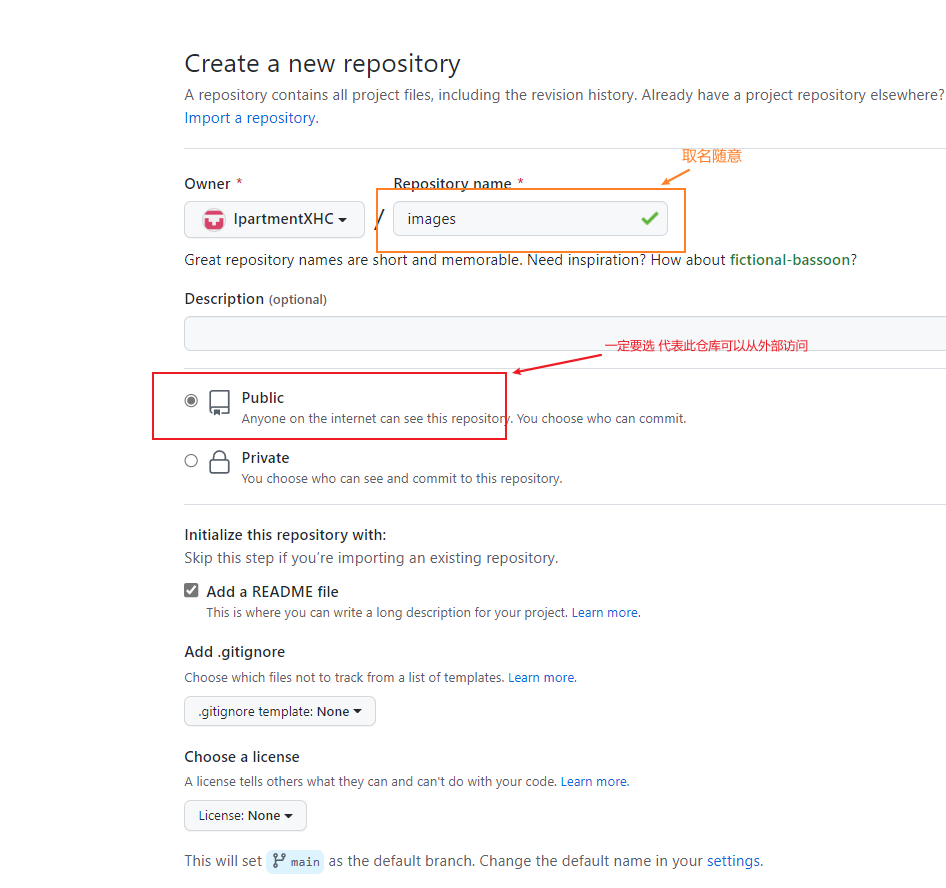 Create a new repository
A repository contains all project files, including the revision history. Already have a project repository elsewhere?
Import a repository.
取名随意
Owner *
Repository name *
IpartmentXHC
/
images
Great repository names are short and memorable. Need inspiration? How about fictional-bassoon?
Description (optional)
一定要选 代表此仓库可以从外部访问
Public
Anyone on the internet can see this repository. You choose who can commit.
Private
You choose who can see and commit to this repository.
Initialize this repository with:
Skip this step if you’re importing an existing repository.
Add a README file
This is where you can write a long description for your project. Learn more.
Add .gitignore
Choose which files not to track from a list of templates. Learn more.
.gitignore template: None
Choose a license
A license tells others what they can and can't do with your code. Learn more.
License: None
This will set main as the default branch. Change the default name in your settings.